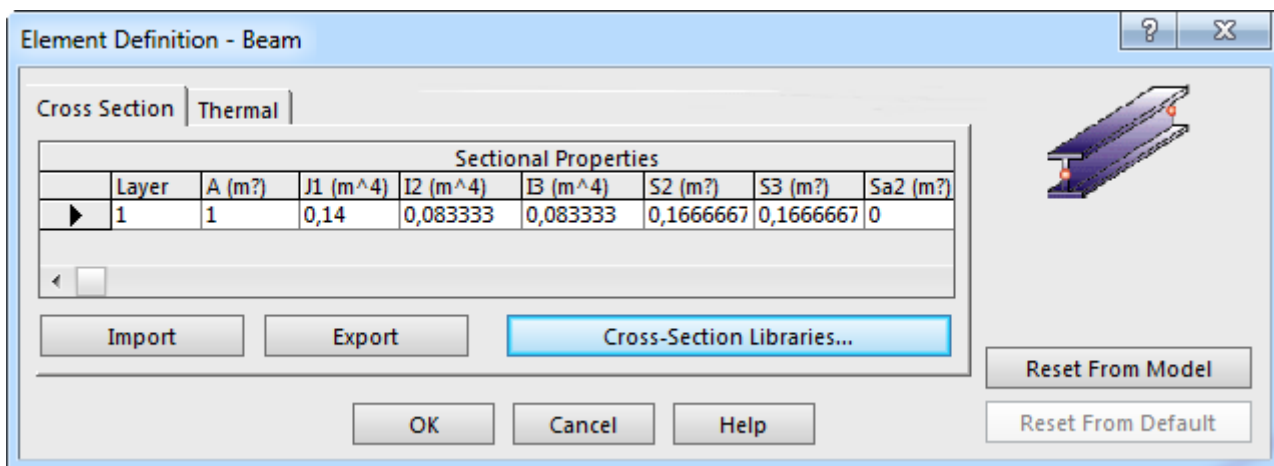 Element Definition - Beam
Cross Section Thermal
Sectional Properties
Layer A (m?) J1 (m^4) I2 (m^4) I3 (m^4) S2 (m?) S3 (m?) Sa2 (m?)
1 1 0,14 0,083333 0,083333 0,1666667 0,1666667 0
Import Export Cross-Section Libraries...
Reset From Model
OK Cancel Help Reset From Default